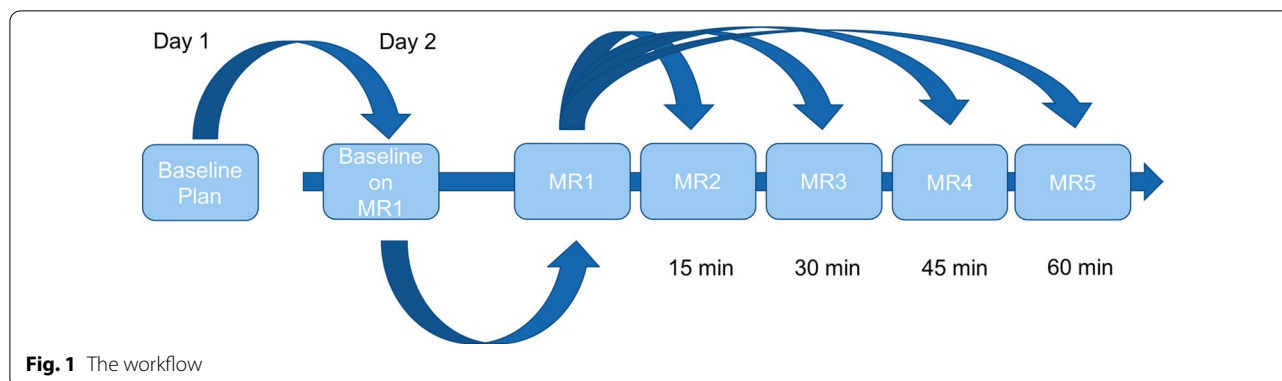 Day 1
Day 2
Baseline
Plan
Baseline
on
MR1
MR1
MR2
MR3
MR4
MR5
15 min
30 min
45 min
60 min
Fig. 1 The workflow